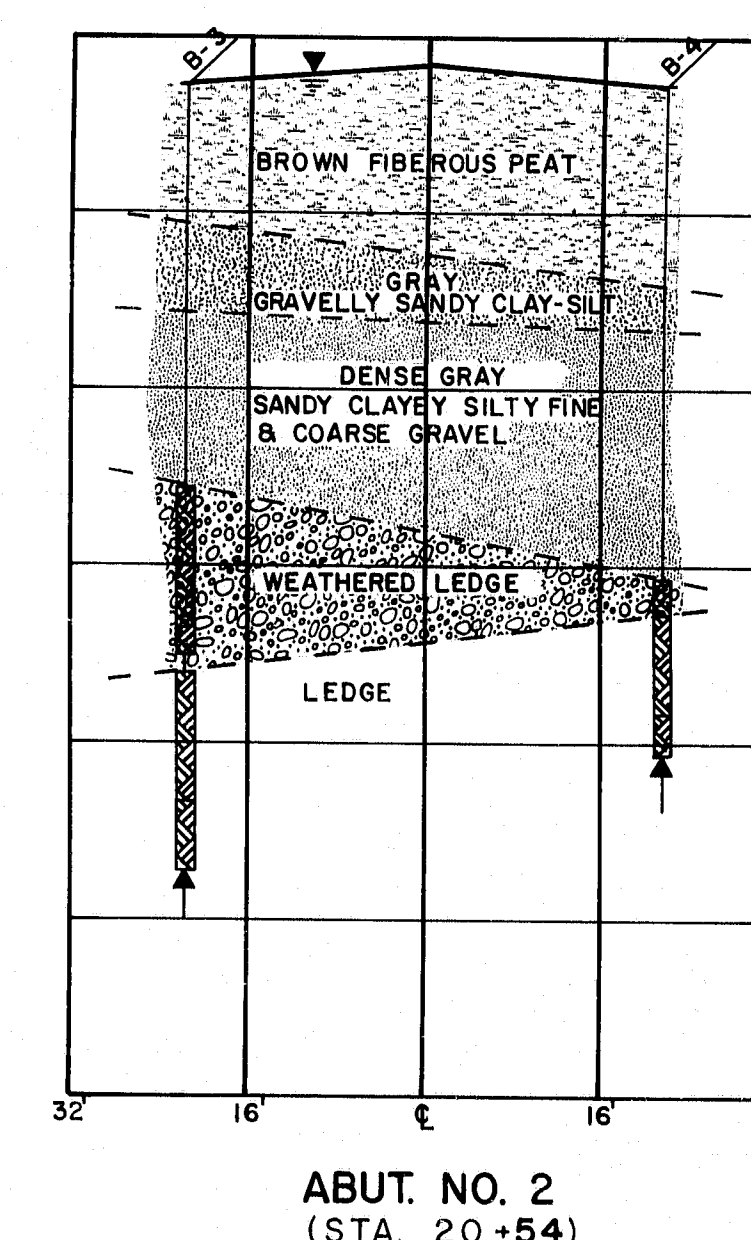 B-3
B-4
BROWN FIBEROUS PEAT
GRAY
GRAVELLY SANDY CLAY-SILT
DENSE GRAY
SANDY CLAYEY SILTY FINE
& COARSE GRAVEL
WEATHERED LEDGE
LEDGE
32' 16' ℄ 16'
ABUT. NO. 2
(STA. 20+54)